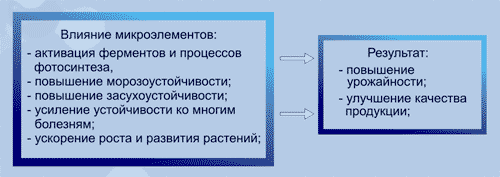 Влияние микроэлементов:
- активация ферментов и процессов
фотосинтеза,
- повышение морозоустойчивости;
- повышение засухоустойчивости;
- усиление устойчивости ко многим
болезням;
- ускорение роста и развития растений;
Результат:
- повышение
урожайности;
- улучшение качества
продукции;